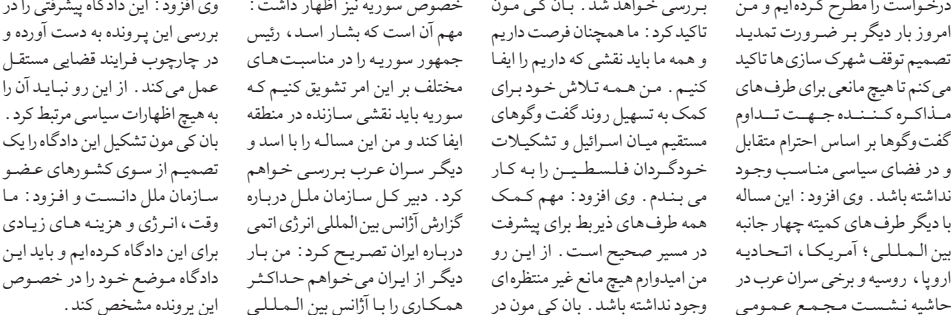 درخواست را مطرح کرده‌ایم و من
امروز بار دیگر بر ضرورت تمدید
تصمیم توقف شهرک سازی‌ها تاکید
می‌کنم تا هیچ مانعی برای طرف‌های
مذاکره کننده جهت تداوم
گفت‌وگوها بر اساس احترام متقابل
و در فضای سیاسی مناسب وجود
نداشته باشد. وی افزود: این مساله
با دیگر طرف‌های کمیته چهار جانبه
بین المللی؛ آمریکا، اتحادیه
اروپا، روسیه و برخی سران عرب در
حاشیه نشست مجمع عمومی
بررسی خواهد شد. بان کی مون
تاکید کرد: ما همچنان فرصت داریم
و همه ما باید نقشی که داریم را ایفا
کنیم. من همه تلاش خود برای
کمک به تسهیل روند گفت وگوهای
مستقیم میان اسرائیل و تشکیلات
خودگردان فلسطین را به کار
می بندم. وی افزود: مهم کمک
همه طرف‌های ذیربط برای پیشرفت
در مسیر صحیح است. از این رو
من امیدوارم هیچ مانع غیر منتظره‌ای
وجود نداشته باشد. بان کی مون در
خصوص سوریه نیز اظهار داشت:
مهم آن است که بشار اسد، رئیس
جمهور سوریه را در مناسبت‌های
مختلف بر این امر تشویق کنیم که
سوریه باید نقشی سازنده در منطقه
ایفا کند و من این مساله را با اسد و
دیگر سران عرب بررسی خواهم
کرد. دبیر کل سازمان ملل درباره
گزارش آژانس بین المللی انرژی اتمی
درباره ایران تصریح کرد: من بار
دیگر از ایران می‌خواهم حداکثر
همکاری را با آژانس بین المللی
وی افزود: این دادگاه پیشرفتی را در
بررسی این پرونده به دست آورده و
در چارچوب فرایند قضایی مستقل
عمل می‌کند. از این رو نباید آن را
به هیچ اظهارات سیاسی مرتبط کرد.
بان کی مون تشکیل این دادگاه را یک
تصمیم از سوی کشورهای عضو
سازمان ملل دانست و افزود: ما
وقت، انرژی و هزینه های زیادی
برای این دادگاه کرده‌ایم و باید این
دادگاه موضع خود را در خصوص
این پرونده مشخص کند.